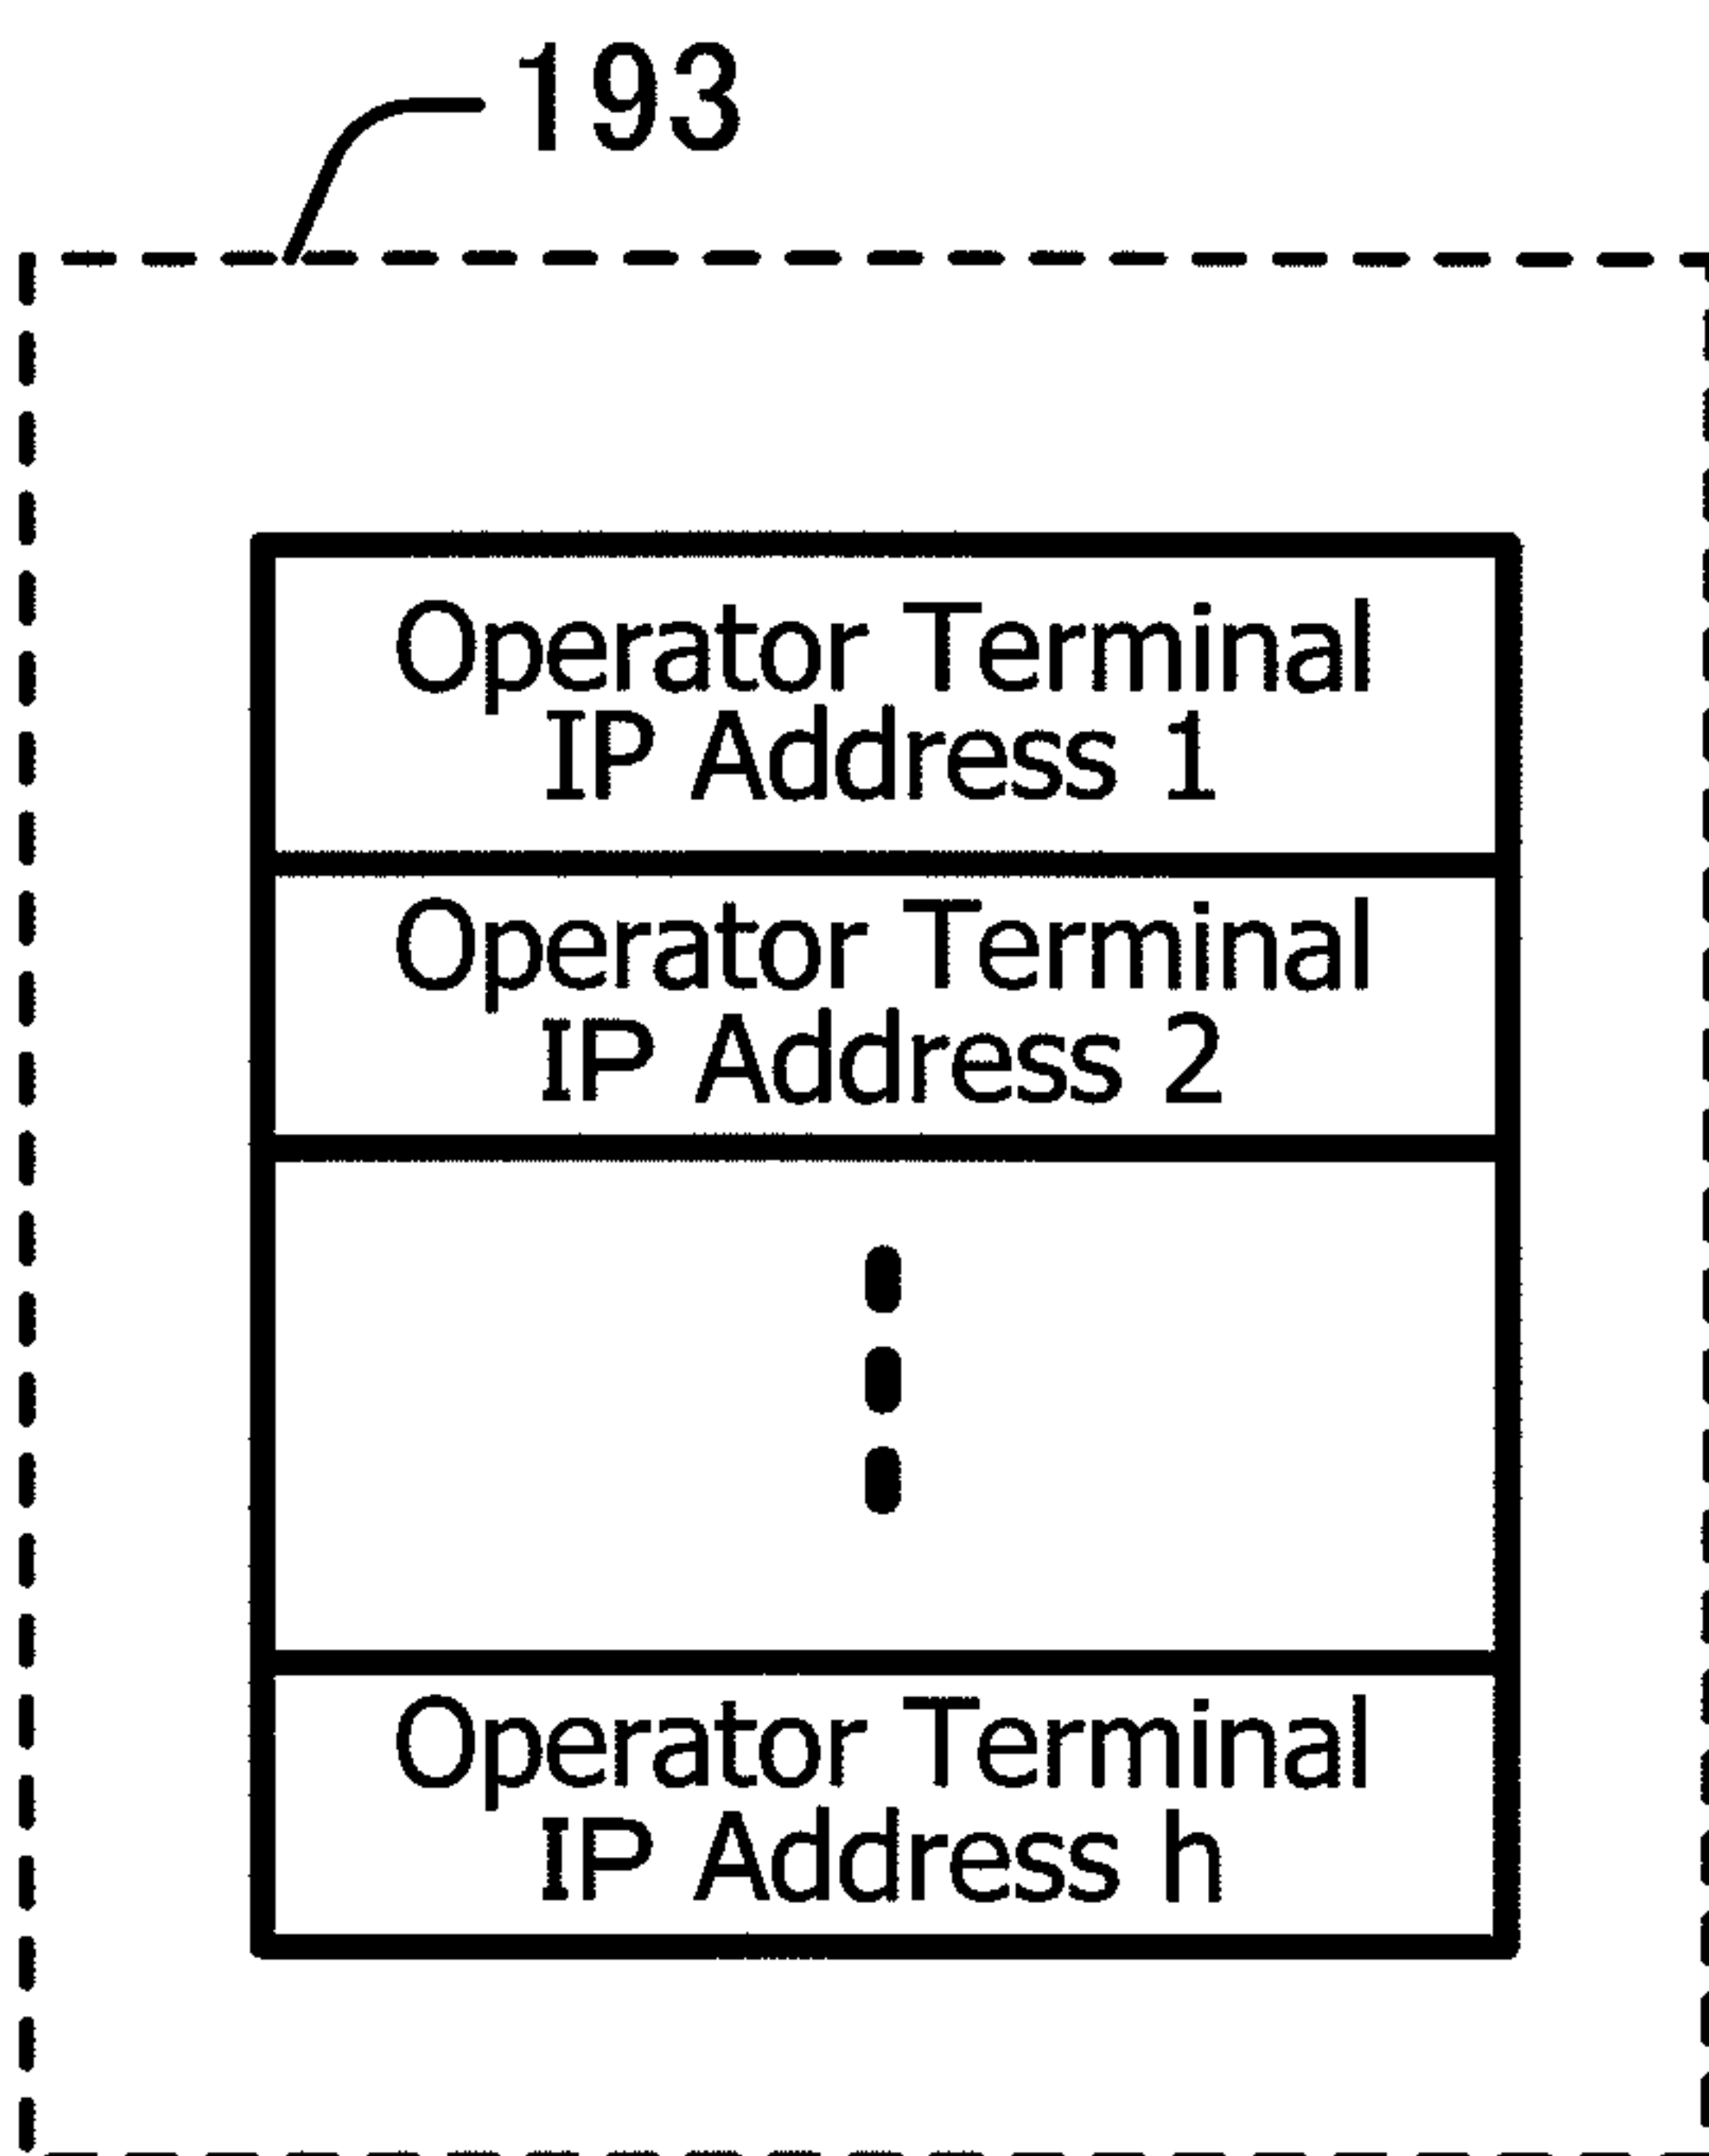 193
Operator Terminal
IP Address 1
Operator Terminal
IP Address 2
Operator Terminal
IP Address h